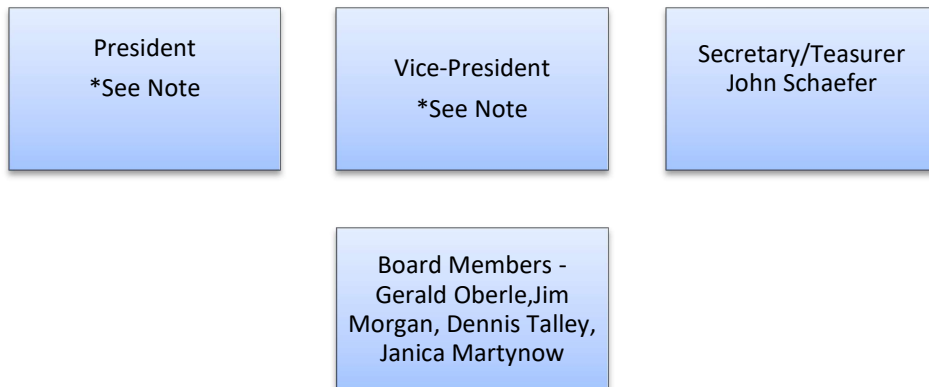 President
*See Note
Vice-President
*See Note
Secretary/Teasurer
John Schaefer
Board Members -
Gerald Oberle,Jim
Morgan, Dennis Talley,
Janica Martynow